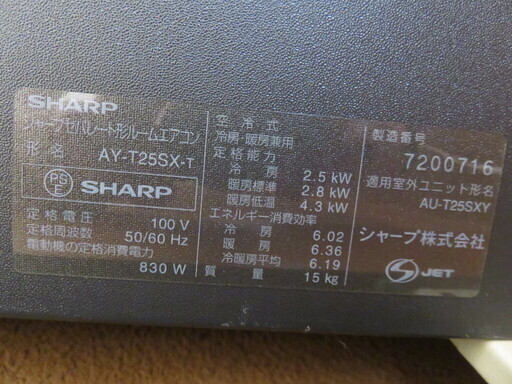 SHARP
シャープセパレート形ルームエアコン
形名 AY-T25SX-T
PS
E
SHARP
定格電圧 100 V
定格周波数 50/60 Hz
電動機の定格消費電力
830 W
空冷式
冷房・暖房兼用
定格能力
冷房 2.5 kW
暖房標準 2.8 kW
暖房低温 4.3 kW
エネルギー消費効率
冷房 6.02
暖房 6.36
冷暖房平均 6.19
質量 15 kg
製造番号
7200716
適用室外ユニット形名
AU-T25SXY
シャープ株式会社
JET